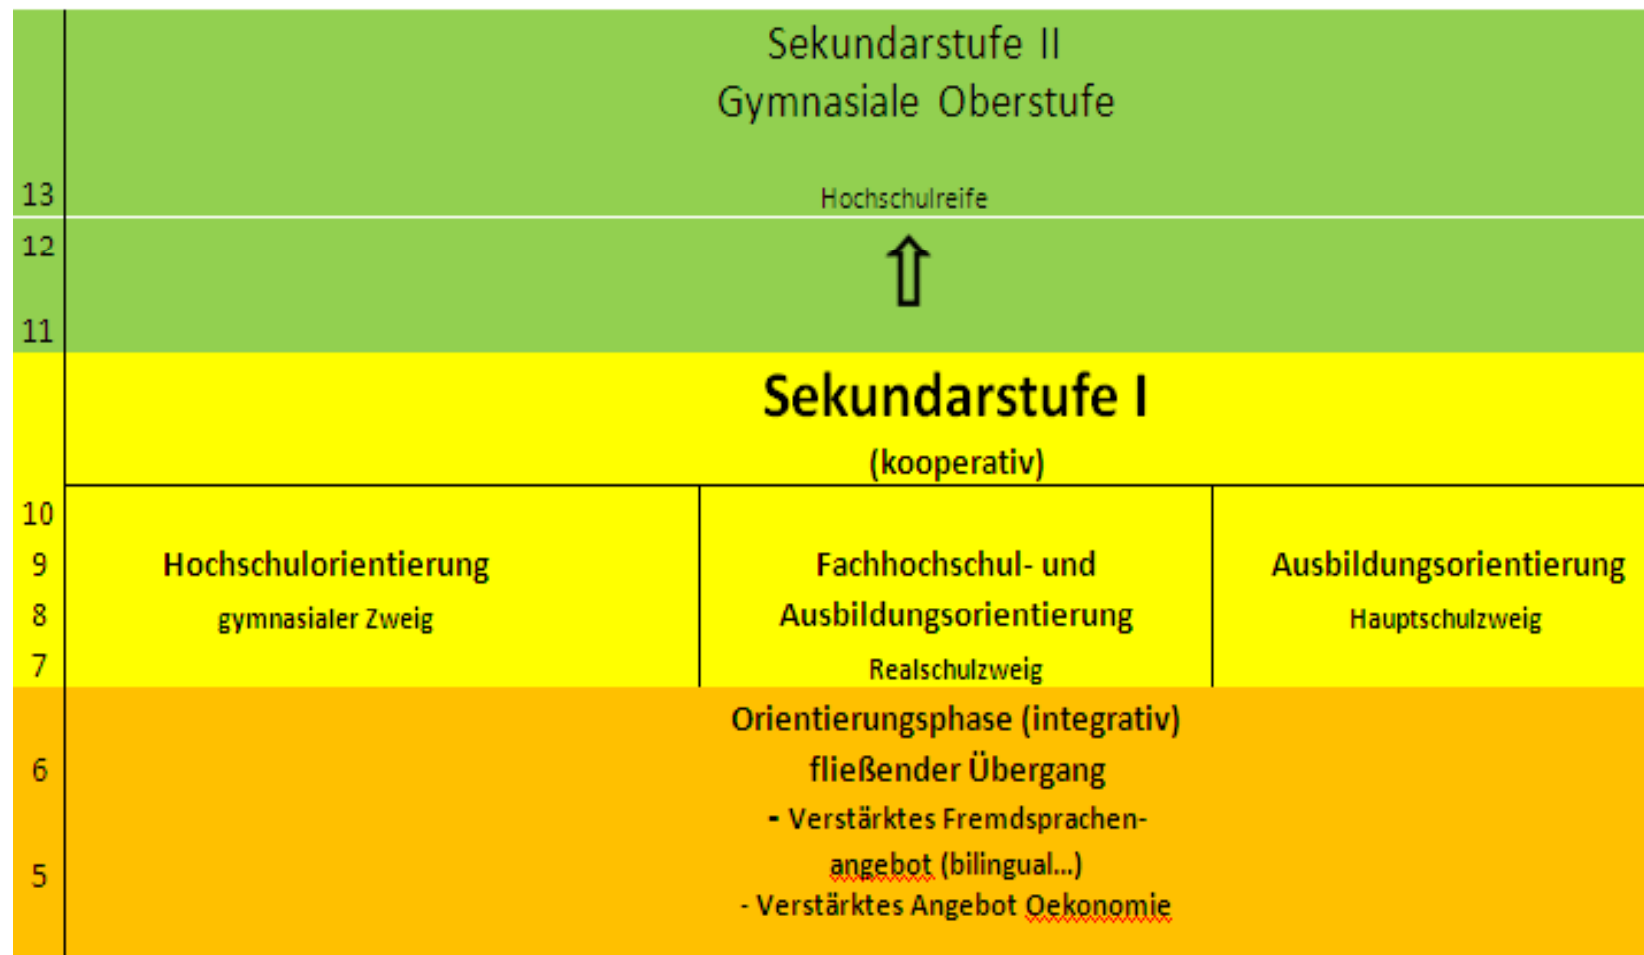 Sekundarstufe II
Gymnasiale Oberstufe
13
Hochschulreife
12
11
Sekundarstufe I
(kooperativ)
10
9
Hochschulorientierung
Fachhochschul- und
Ausbildungsorientierung
8
gymnasialer Zweig
Ausbildungsorientierung
Hauptschulzweig
7
Realschulzweig
Orientierungsphase (integrativ)
6
fließender Übergang
- Verstärktes Fremdsprachen-
5
angebot (bilingual...)
- Verstärktes Angebot Oekonomie